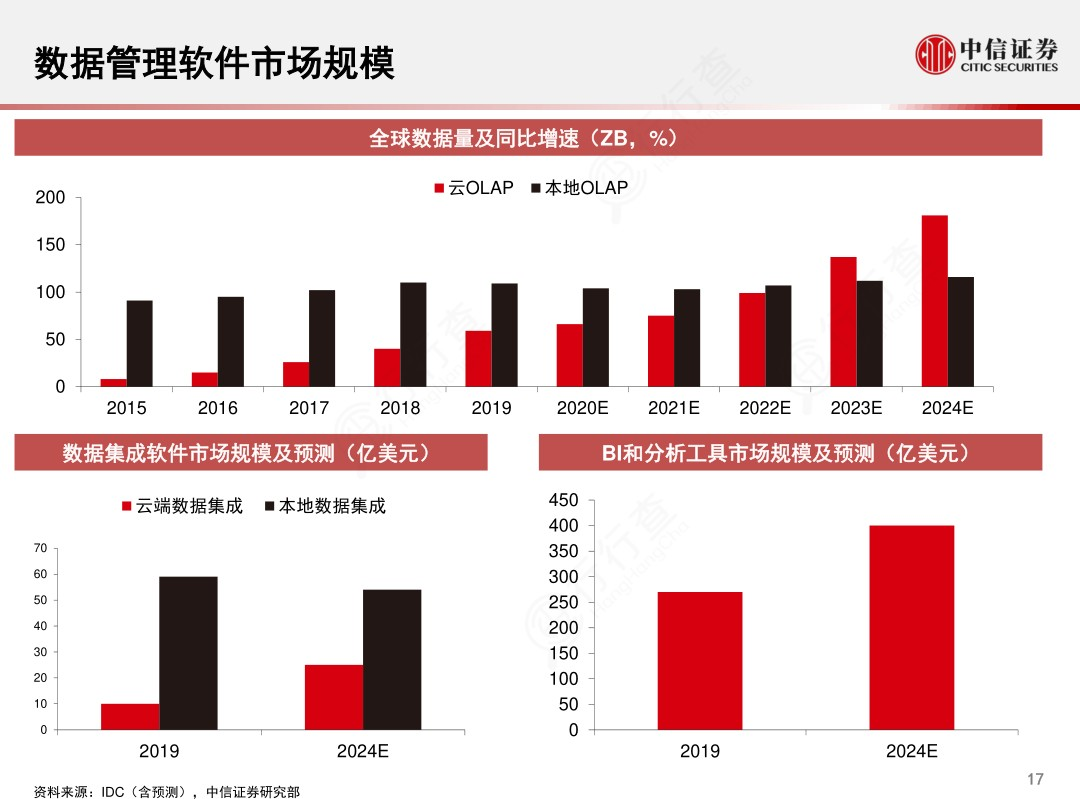 数据管理软件市场规模
中信证券
CITIC SECURITIES
全球数据量及同比增速（ZB，%）
云OLAP 本地OLAP
200
150
100
50
0
2015 2016 2017 2018 2019 2020E 2021E 2022E 2023E 2024E
数据集成软件市场规模及预测（亿美元）
云端数据集成 本地数据集成
70
60
50
40
30
20
10
0
2019 2024E
BI和分析工具市场规模及预测（亿美元）
450
400
350
300
250
200
150
100
50
0
2019 2024E
资料来源：IDC（含预测），中信证券研究部
17